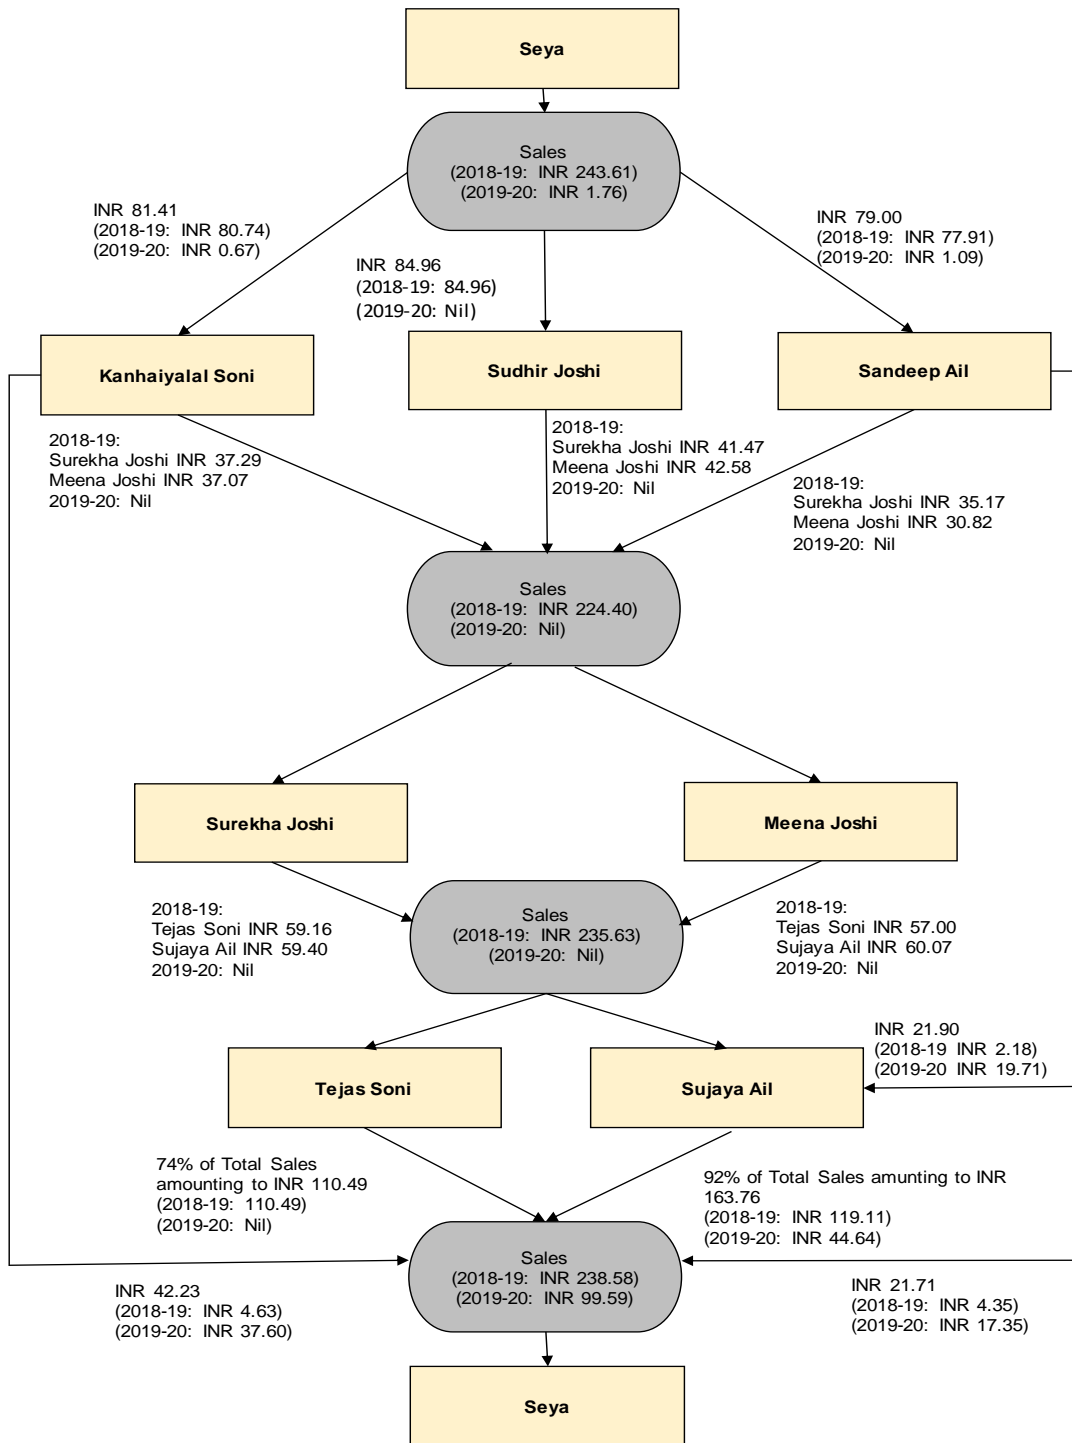 Seya
Sales
(2018-19: INR 243.61)
(2019-20: INR 1.76)
INR 81.41
(2018-19: INR 80.74)
(2019-20: INR 0.67)
INR 84.96
(2018-19: 84.96)
(2019-20: Nil)
INR 79.00
(2018-19: INR 77.91)
(2019-20: INR 1.09)
Kanhaiyalal Soni
Sudhir Joshi
Sandeep Ail
2018-19:
Surekha Joshi INR 37.29
Meena Joshi INR 37.07
2019-20: Nil
2018-19:
Surekha Joshi INR 41.47
Meena Joshi INR 42.58
2019-20: Nil
2018-19:
Surekha Joshi INR 35.17
Meena Joshi INR 30.82
2019-20: Nil
Sales
(2018-19: INR 224.40)
(2019-20: Nil)
Surekha Joshi
Meena Joshi
2018-19:
Tejas Soni INR 59.16
Sujaya Ail INR 59.40
2019-20: Nil
Sales
(2018-19: INR 235.63)
(2019-20: Nil)
2018-19:
Tejas Soni INR 57.00
Sujaya Ail INR 60.07
2019-20: Nil
INR 21.90
(2018-19 INR 2.18)
(2019-20 INR 19.71)
Tejas Soni
Sujaya Ail
74% of Total Sales
amounting to INR 110.49
(2018-19: 110.49)
(2019-20: Nil)
92% of Total Sales amunting to INR
163.76
(2018-19: INR 119.11)
(2019-20: INR 44.64)
Sales
(2018-19: INR 238.58)
(2019-20: INR 99.59)
INR 42.23
(2018-19: INR 4.63)
(2019-20: INR 37.60)
INR 21.71
(2018-19: INR 4.35)
(2019-20: INR 17.35)
Seya